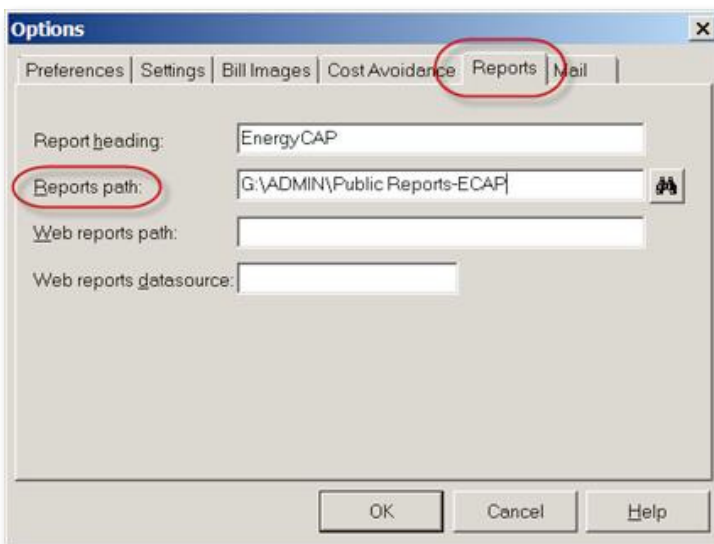 Options
Preferences Settings Bill Images Cost Avoidance Reports Mail
Report heading: EnergyCAP
Reports path: G:\ADMIN\Public Reports-ECAP
Web reports path:
Web reports datasource:
OK Cancel Help